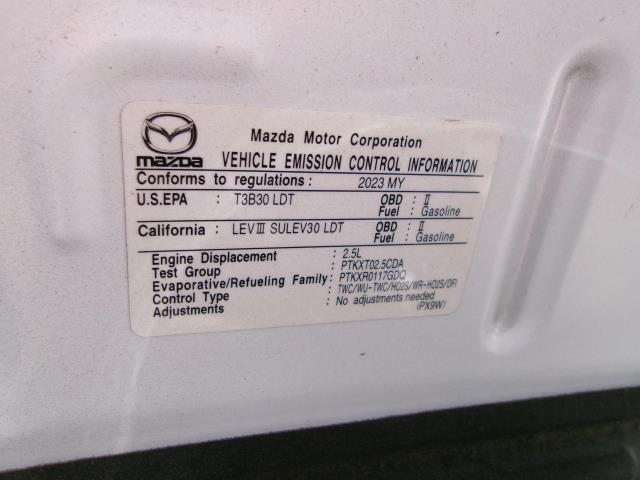 Mazda Motor Corporation
mazda VEHICLE EMISSION CONTROL INFORMATION
Conforms to regulations : 2023 MY
U.S.EPA : T3B30 LDT OBD : II
Fuel : Gasoline
California : LEVIII SULEV30 LDT OBD : II
Fuel : Gasoline
Engine Displacement : 2.5L
Test Group : PTKXT02.5CDA
Evaporative/Refueling Family : PTKXR0117GDQ
Control Type : TWC/WU-TWC/HO2S/WR-HO2S/DFI
Adjustments : No adjustments needed
(PX9W)